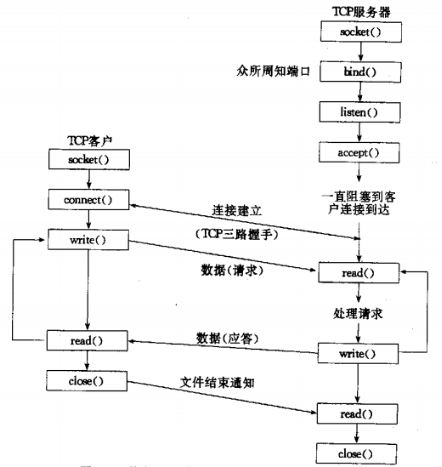 TCP服务器
socket()
众所周知端口
bind()
listen()
accept()
TCP客户
socket()
一直阻塞到客
户连接到达
connect()
连接建立
(TCP三路握手)
write()
数据(请求)
read()
处理请求
数据(应答)
read()
write()
close()
文件结束通知
read()
close()